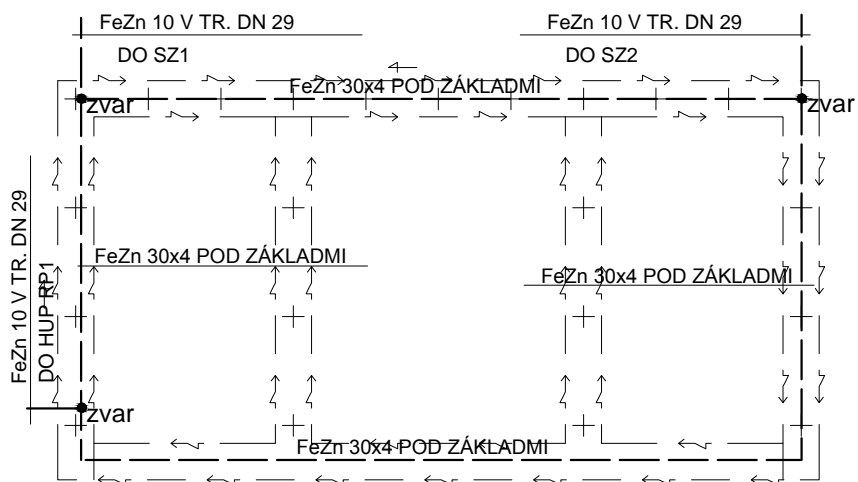 FeZn 10 V TR. DN 29
DO SZ1
FeZn 10 V TR. DN 29
DO SZ2
FeZn 30x4 POD ZÁKLADMI
zvar
zvar
FeZn 10 V TR. DN 29
DO HUP RP1
FeZn 30x4 POD ZÁKLADMI
FeZn 30x4 POD ZÁKLADMI
zvar
FeZn 30x4 POD ZÁKLADMI